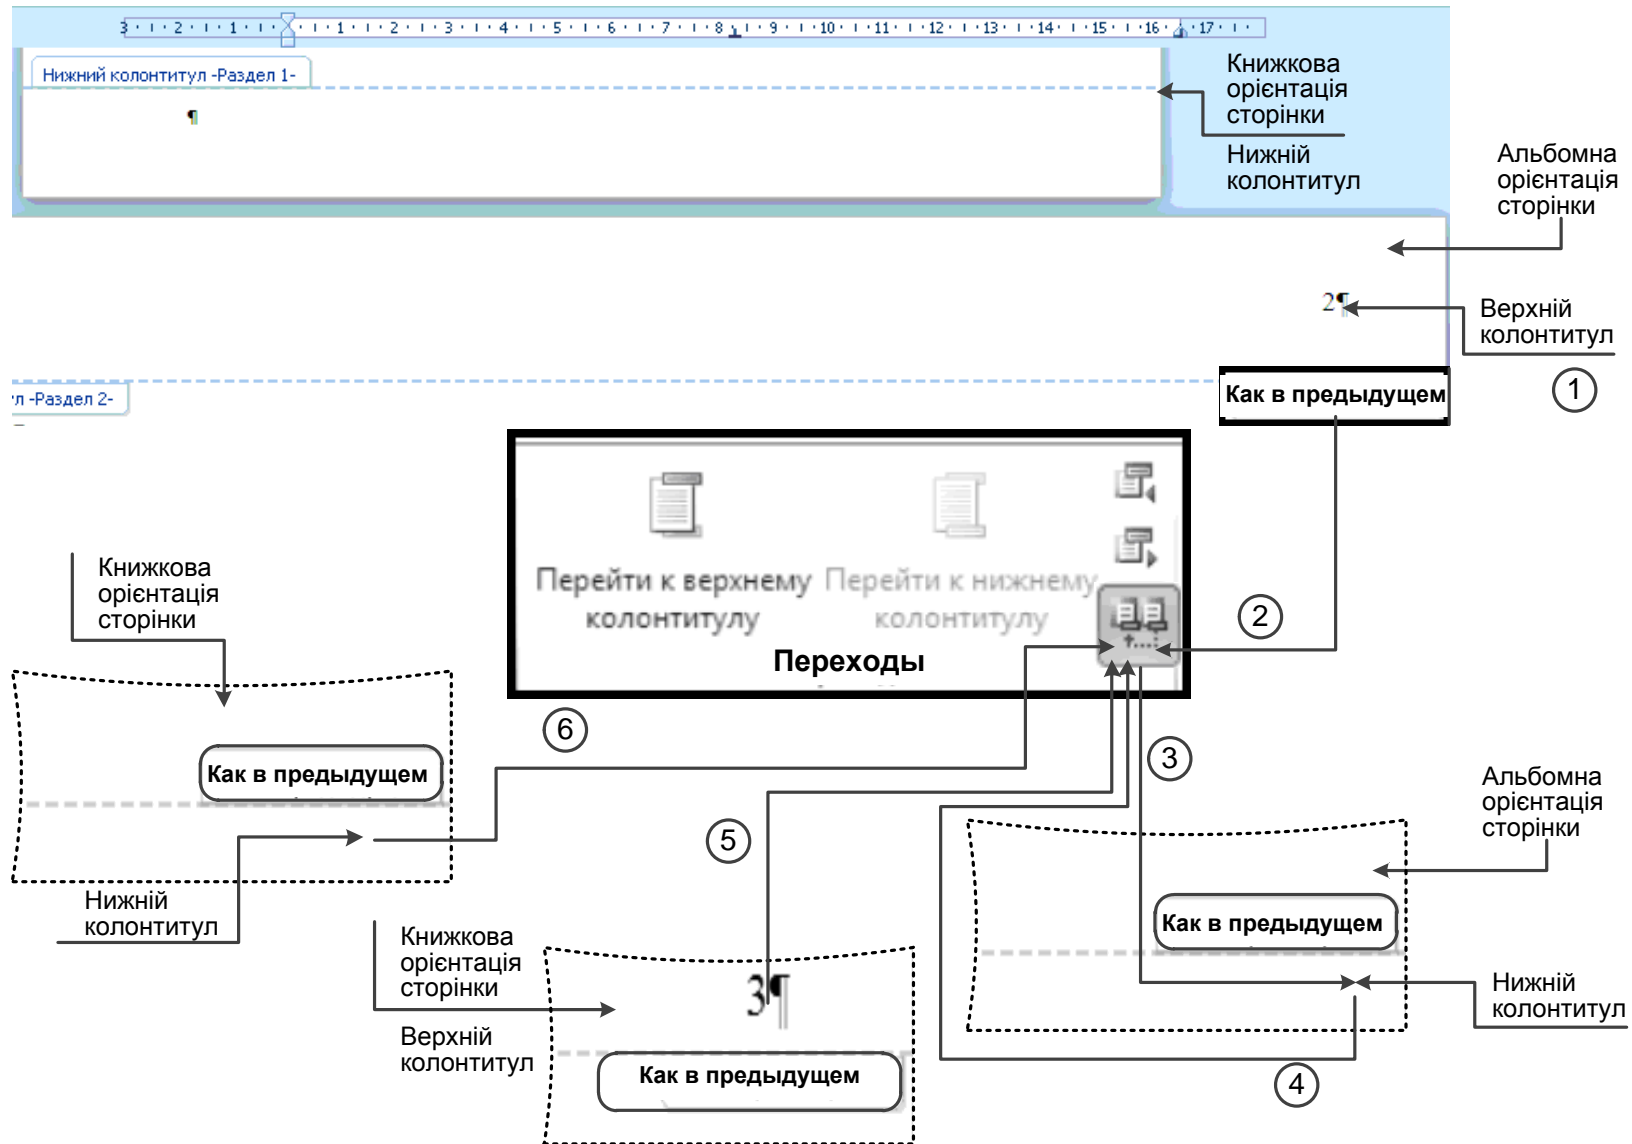 3 · 2 · 1 · 1 · 2 · 3 · 4 · 5 · 6 · 7 · 8 · 9 · 10 · 11 · 12 · 13 · 14 · 15 · 16 · 17
Нижний колонтитул -Раздел 1-
¶
Книжкова
орієнтація
сторінки
Нижній
колонтитул
Альбомна
орієнтація
сторінки
2¶
Верхній
колонтитул
1
л -Раздел 2-
Как в предыдущем
Перейти к верхнему
колонтитулу
Перейти к нижнему
колонтитулу
Переходы
2
Книжкова
орієнтація
сторінки
Как в предыдущем
Нижній
колонтитул
6
3
5
Альбомна
орієнтація
сторінки
Как в предыдущем
Нижній
колонтитул
4
Книжкова
орієнтація
сторінки
Верхній
колонтитул
3¶
Как в предыдущем